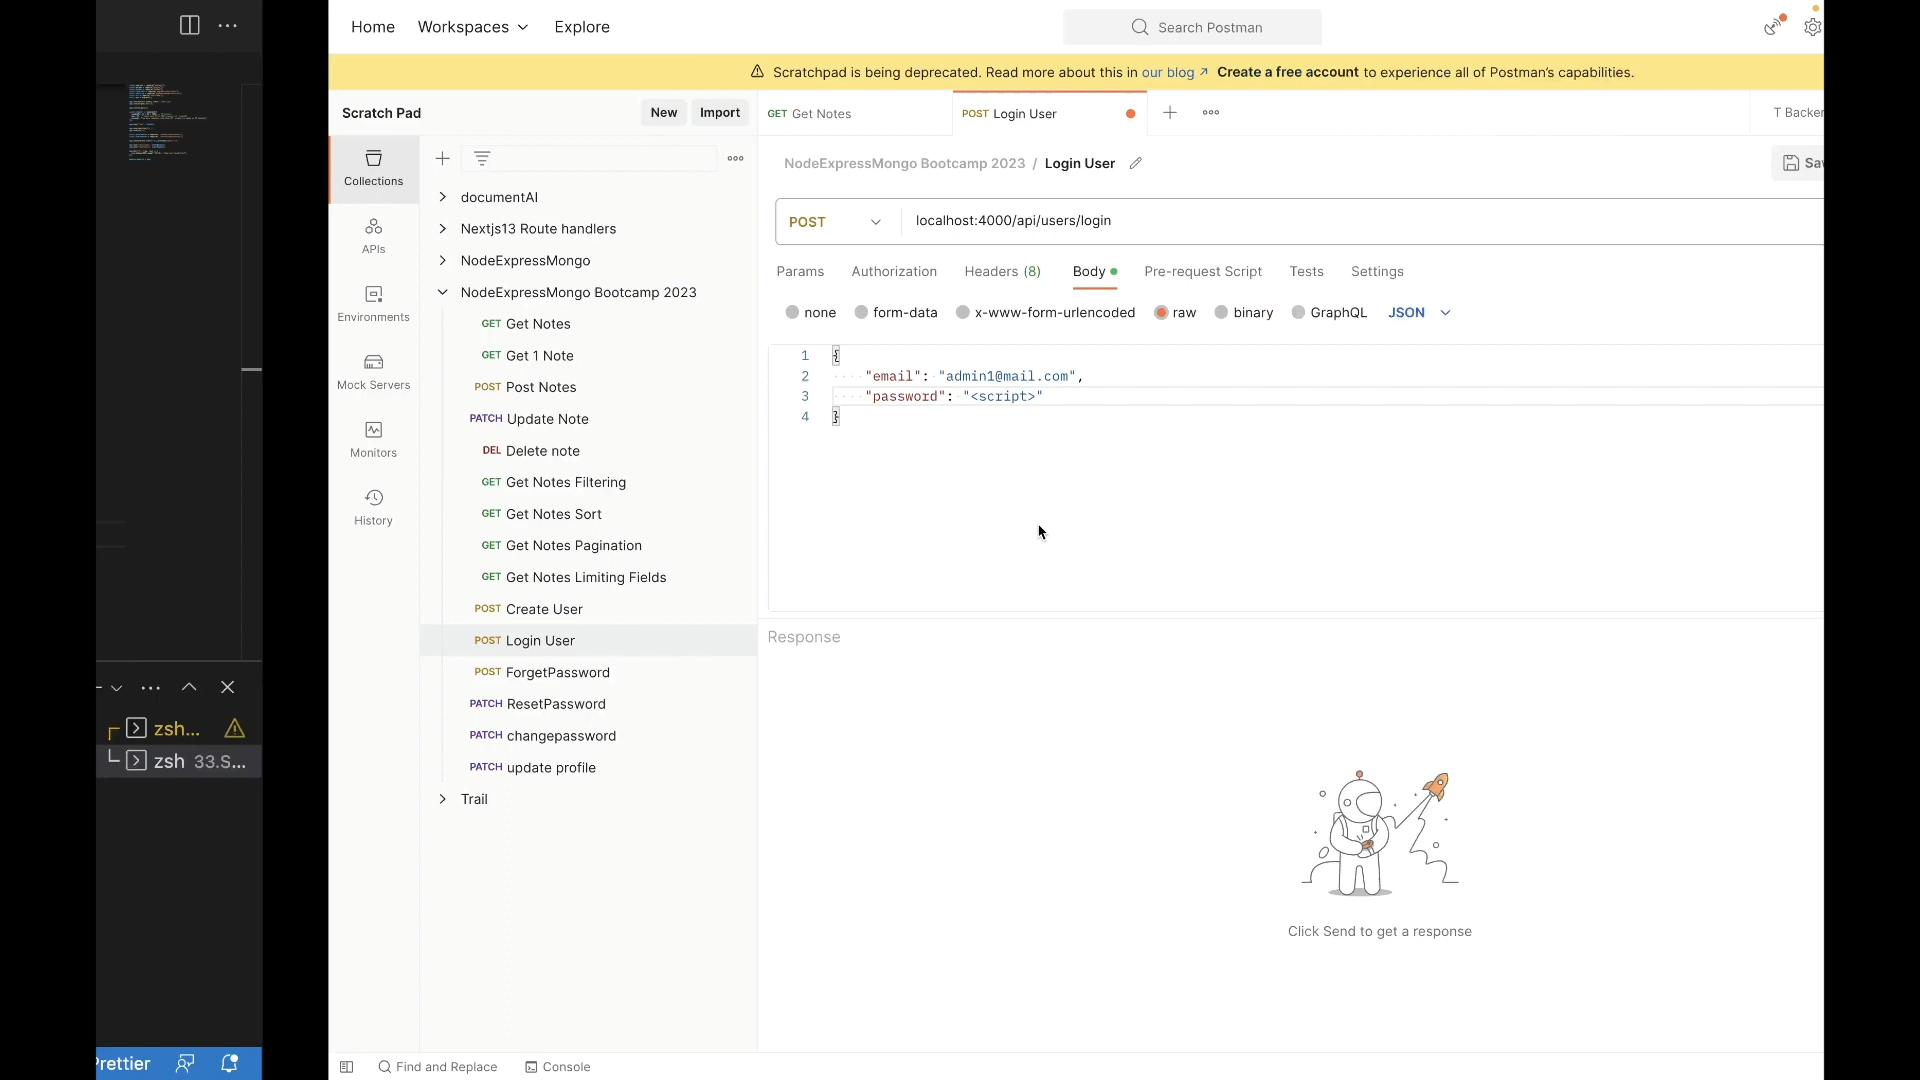 Home Workspaces Explore
Search Postman
Scratchpad is being deprecated. Read more about this in our blog ↗ Create a free account to experience all of Postman's capabilities.
Scratch Pad New Import
GET Get Notes POST Login User
Collections
APIs
Environments
Mock Servers
Monitors
History
documentAI
Nextjs13 Route handlers
NodeExpressMongo
NodeExpressMongo Bootcamp 2023
GET Get Notes
GET Get 1 Note
POST Post Notes
PATCH Update Note
DEL Delete note
GET Get Notes Filtering
GET Get Notes Sort
GET Get Notes Pagination
GET Get Notes Limiting Fields
POST Create User
POST Login User
POST ForgetPassword
PATCH ResetPassword
PATCH changepassword
PATCH update profile
Trail
NodeExpressMongo Bootcamp 2023 / Login User
POST localhost:4000/api/users/login
Params Authorization Headers (8) Body Pre-request Script Tests Settings
none form-data x-www-form-urlencoded raw binary GraphQL JSON
1 {
2 "email": "admin1@mail.com",
3 "password": "<script>"
4 }
Response
Click Send to get a response
zsh...
zsh 33.S...
Find and Replace Console